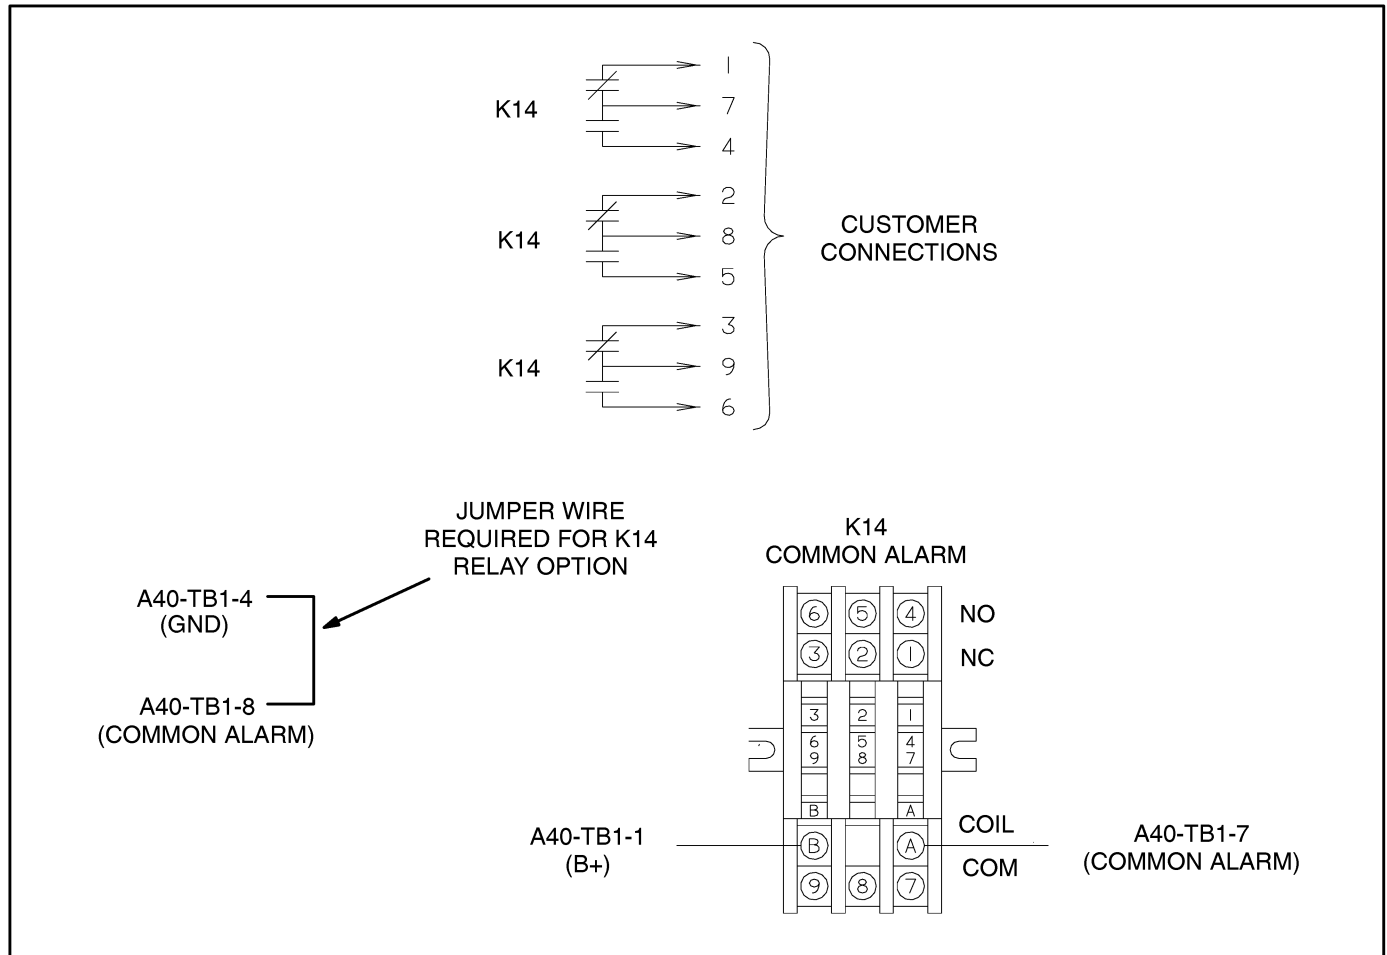 K14
1
7
4
K14
2
8
5
K14
3
9
6
CUSTOMER
CONNECTIONS
JUMPER WIRE
REQUIRED FOR K14
RELAY OPTION
A40-TB1-4
(GND)
A40-TB1-8
(COMMON ALARM)
K14
COMMON ALARM
6 5 4 NO
3 2 1 NC
3 2 1
6 5 4
9 8 7
B A
COIL
A40-TB1-1
(B+)
B A
A40-TB1-7
(COMMON ALARM)
COM
9 8 7